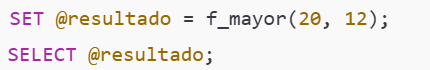 SET @resultado = f_mayor(20, 12);
SELECT @resultado;